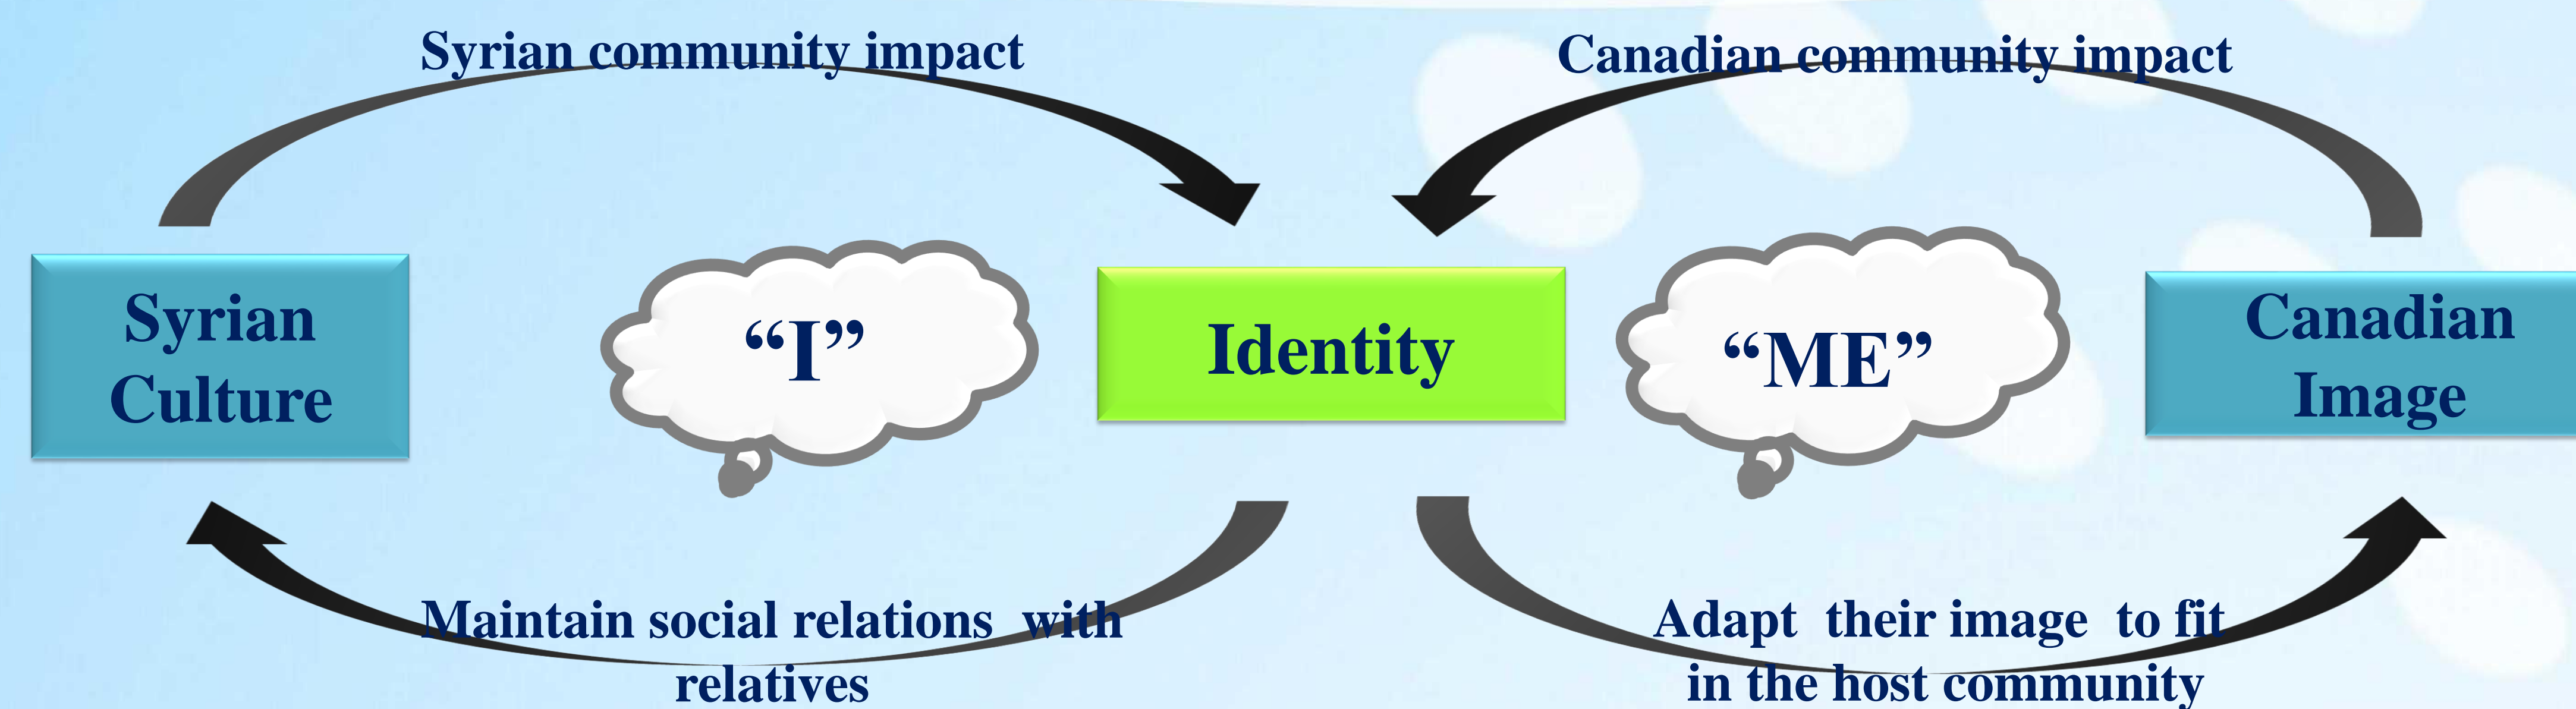 Syrian community impact
Canadian community impact
Syrian
Culture
“I”
Identity
“ME”
Canadian
Image
Maintain social relations  with
relatives
Adapt  their image  to fit
in the host community